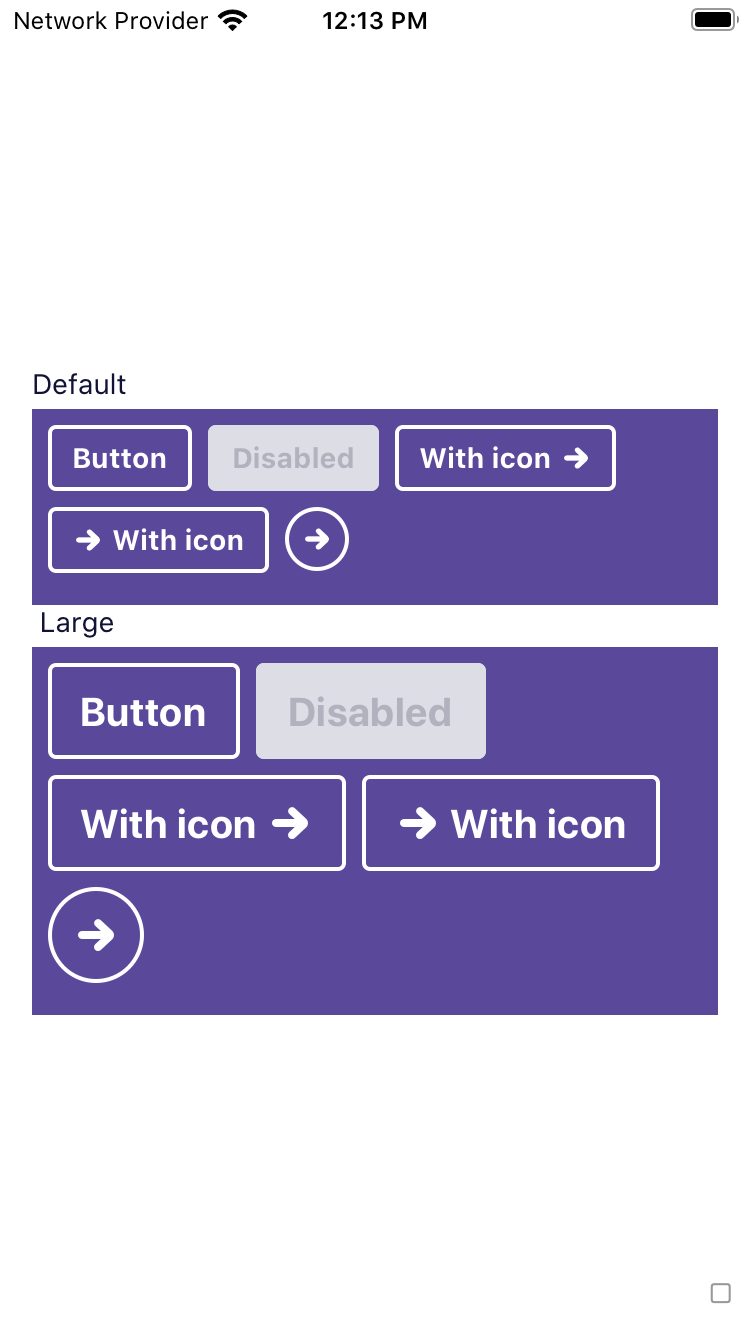 Network Provider 12:13 PM
Default
Button Disabled With icon
With icon
Large
Button Disabled
With icon With icon